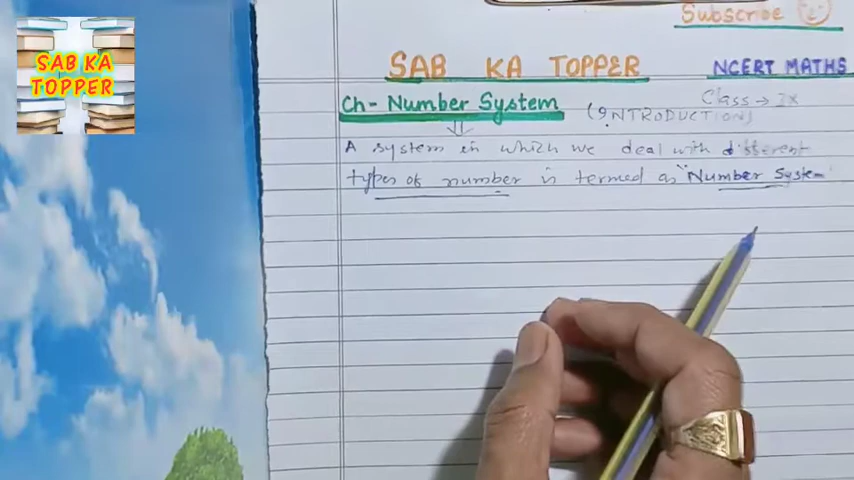 Subscribe
SAB KA
TOPPER
SAB KA TOPPER
NCERT MATHS
Class → IX
Ch- Number System (INTRODUCTION)
A system in which we deal with different
types of number is termed as "Number System